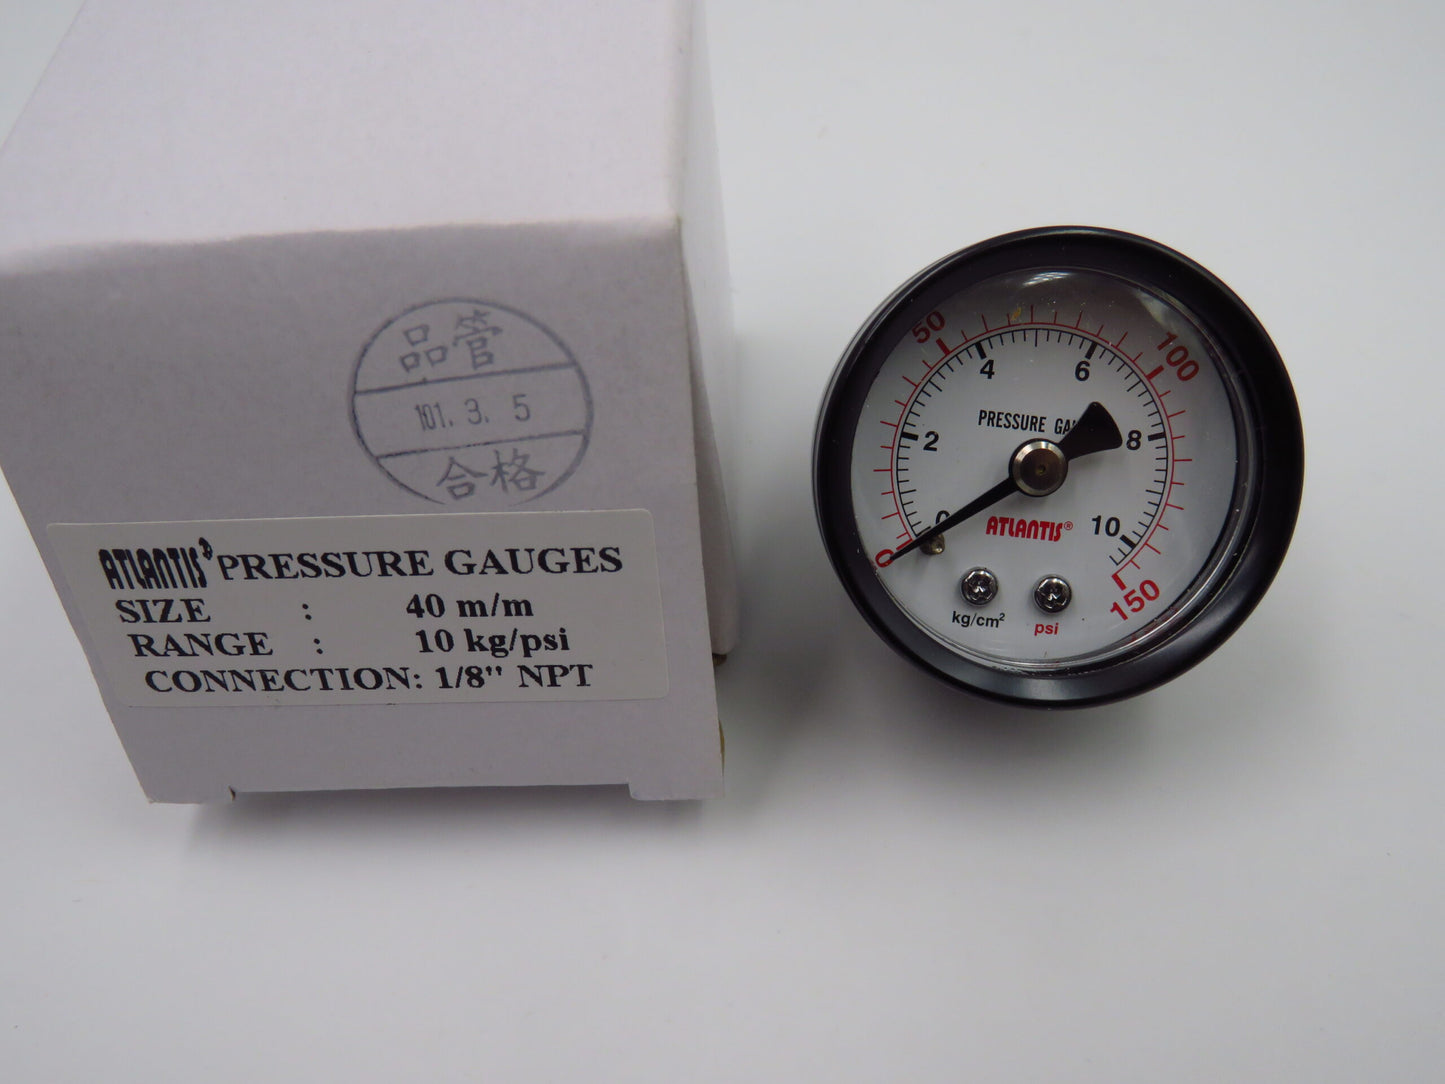 品管
101. 3. 5
合格
ATLANTIS PRESSURE GAUGES
SIZE : 40 m/m
RANGE : 10 kg/psi
CONNECTION: 1/8" NPT
50
100
4
6
2
8
PRESSURE GAU
0
ATLANTIS®
10
0
150
kg/cm²
psi